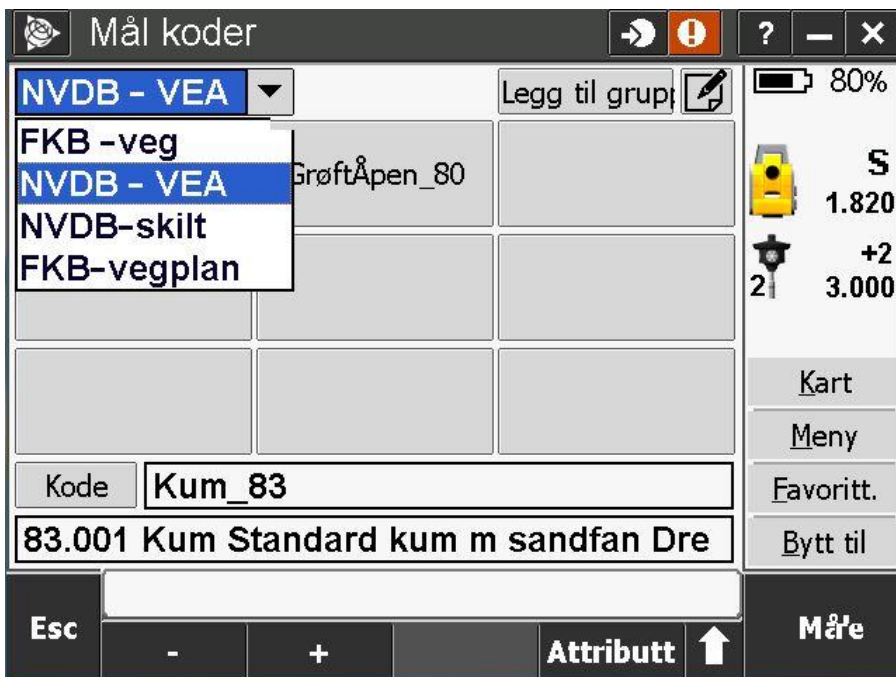 Mål koder
? – ×
NVDB - VEA
Legg til grupp
80%
FKB -veg
NVDB - VEA
NVDB-skilt
FKB-vegplan
GrøftÅpen_80
S
1.820
+2
2
3.000
Kart
Meny
Favoritt.
Bytt til
Kode
Kum_83
83.001 Kum Standard kum m sandfan Dre
Esc
-
+
Attributt
Måle